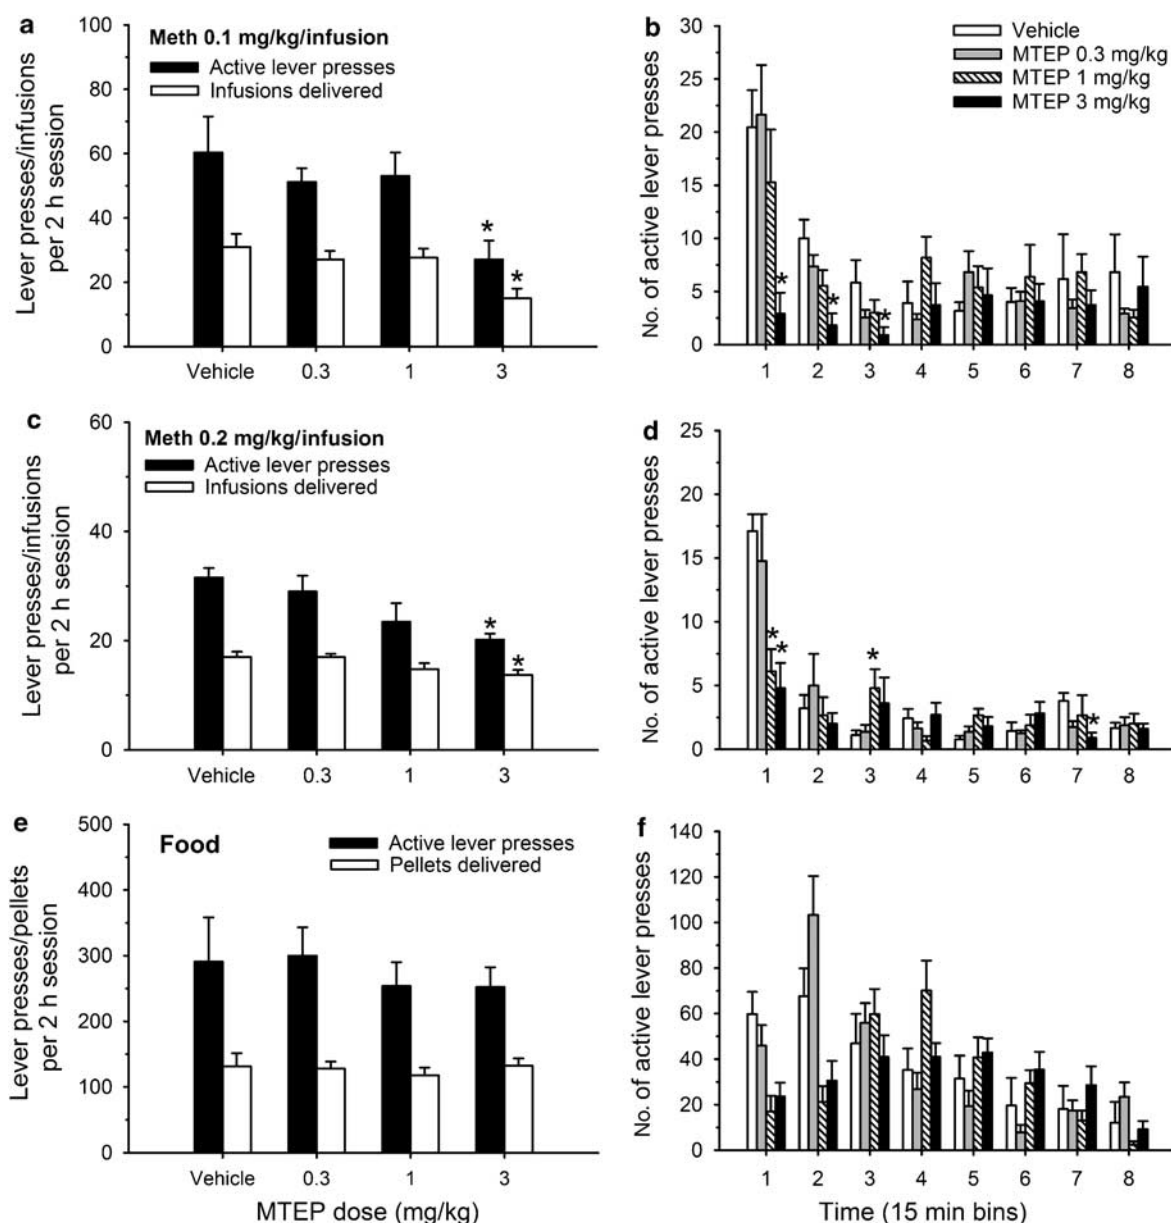 a
Meth 0.1 mg/kg/infusion
Active lever presses
Infusions delivered
Lever presses/infusions
per 2 h session
100
80
60
40
20
0
* *
Vehicle 0.3 1 3
b
Vehicle
MTEP 0.3 mg/kg
MTEP 1 mg/kg
MTEP 3 mg/kg
No. of active lever presses
30
25
20
15
10
5
0
* * *
1 2 3 4 5 6 7 8
c
Meth 0.2 mg/kg/infusion
Active lever presses
Infusions delivered
Lever presses/infusions
per 2 h session
60
40
20
0
* *
Vehicle 0.3 1 3
d
No. of active lever presses
25
20
15
10
5
0
* * * *
1 2 3 4 5 6 7 8
e
Food
Active lever presses
Pellets delivered
Lever presses/pellets
per 2 h session
500
400
300
200
100
0
Vehicle 0.3 1 3
MTEP dose (mg/kg)
f
No. of active lever presses
140
120
100
80
60
40
20
0
1 2 3 4 5 6 7 8
Time (15 min bins)